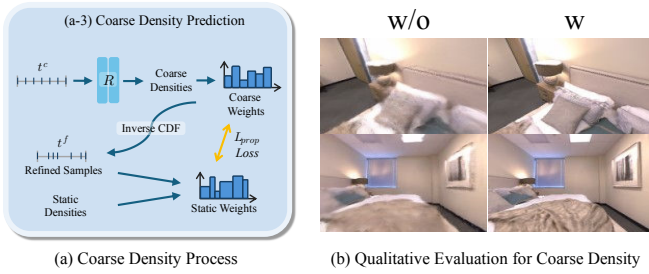 (a-3) Coarse Density Prediction
t^c
R
Coarse
Densities
Coarse
Weights
Inverse CDF
L_prop
Loss
t^f
Refined Samples
Static
Densities
Static Weights
(a) Coarse Density Process
w/o
w
(b) Qualitative Evaluation for Coarse Density